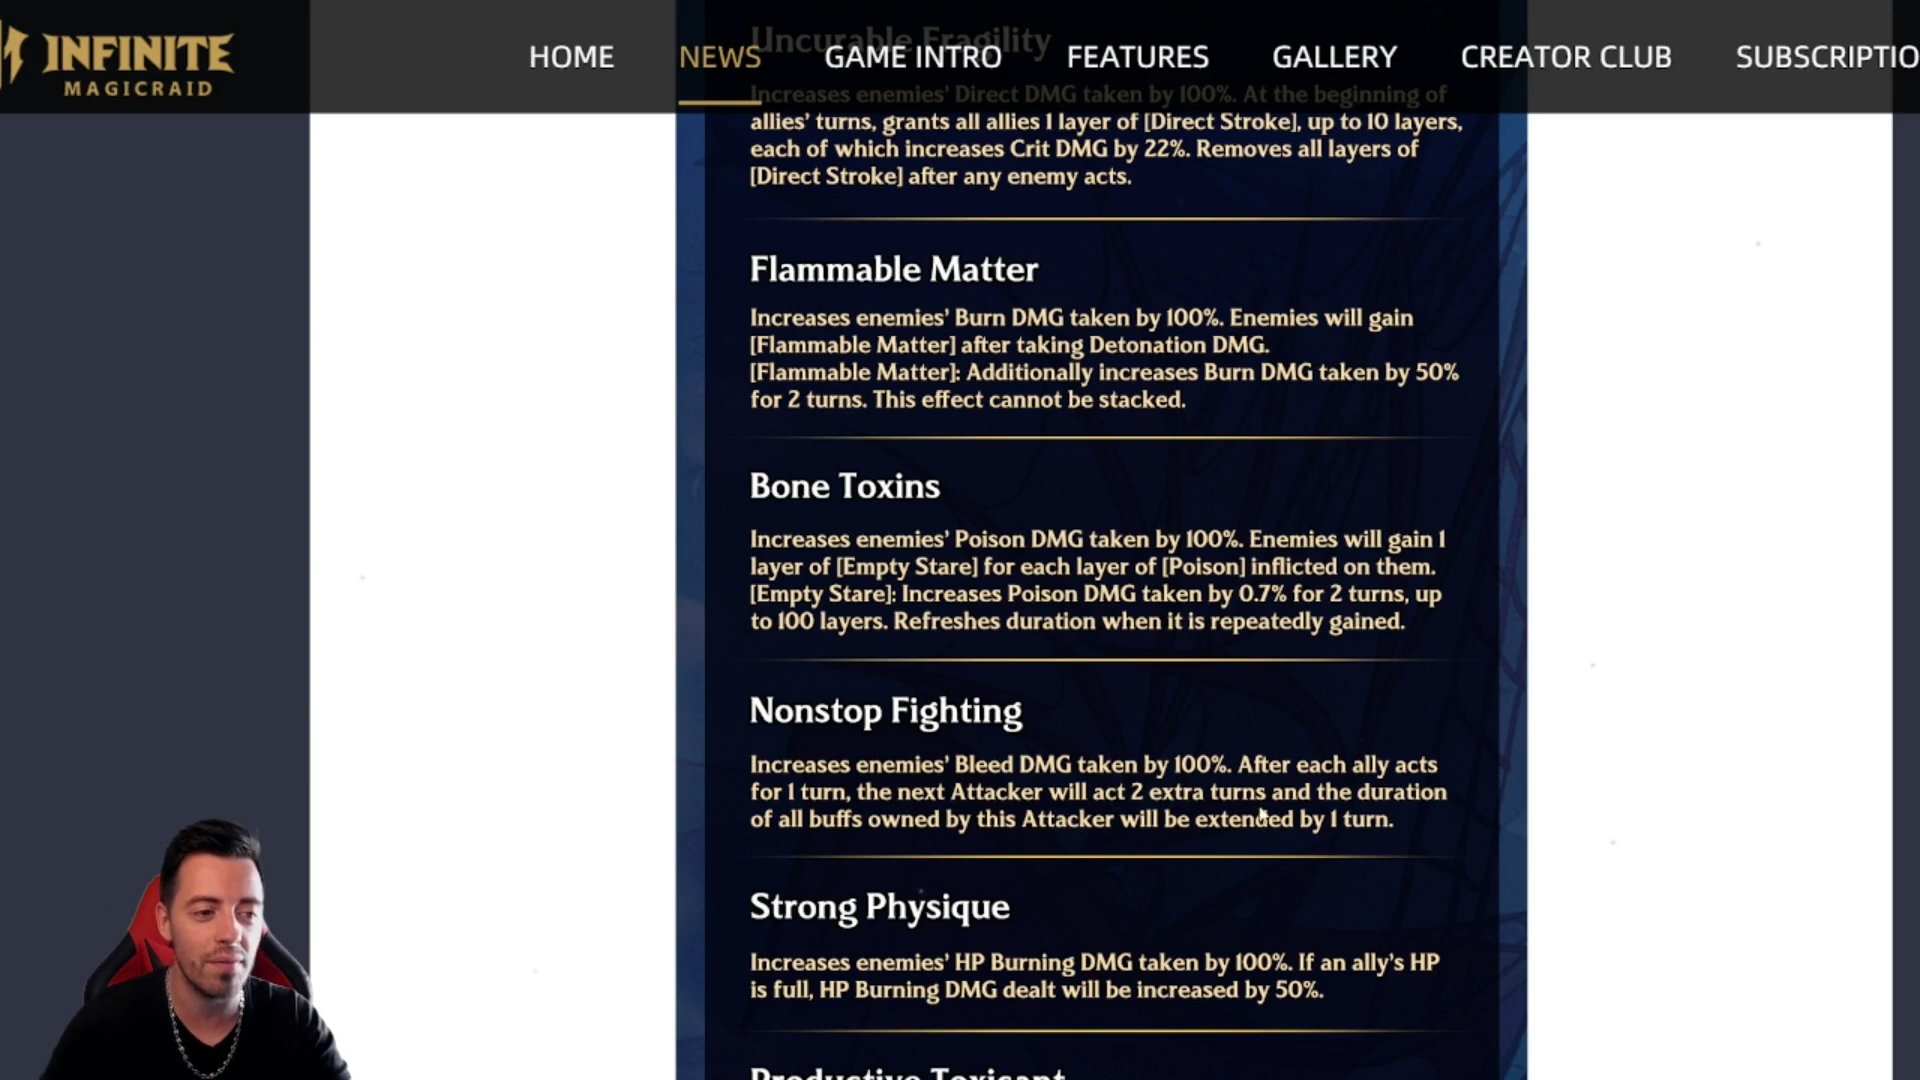 INFINITE
MAGICRAID
HOME
NEWS
GAME INTRO
FEATURES
GALLERY
CREATOR CLUB
SUBSCRIPTIO
Uncurable Fragility
Increases enemies' Direct DMG taken by 100%. At the beginning of
allies' turns, grants all allies 1 layer of [Direct Stroke], up to 10 layers,
each of which increases Crit DMG by 22%. Removes all layers of
[Direct Stroke] after any enemy acts.
Flammable Matter
Increases enemies' Burn DMG taken by 100%. Enemies will gain
[Flammable Matter] after taking Detonation DMG.
[Flammable Matter]: Additionally increases Burn DMG taken by 50%
for 2 turns. This effect cannot be stacked.
Bone Toxins
Increases enemies' Poison DMG taken by 100%. Enemies will gain 1
layer of [Empty Stare] for each layer of [Poison] inflicted on them.
[Empty Stare]: Increases Poison DMG taken by 0.7% for 2 turns, up
to 100 layers. Refreshes duration when it is repeatedly gained.
Nonstop Fighting
Increases enemies' Bleed DMG taken by 100%. After each ally acts
for 1 turn, the next Attacker will act 2 extra turns and the duration
of all buffs owned by this Attacker will be extended by 1 turn.
Strong Physique
Increases enemies' HP Burning DMG taken by 100%. If an ally's HP
is full, HP Burning DMG dealt will be increased by 50%.
Productive Toxicant